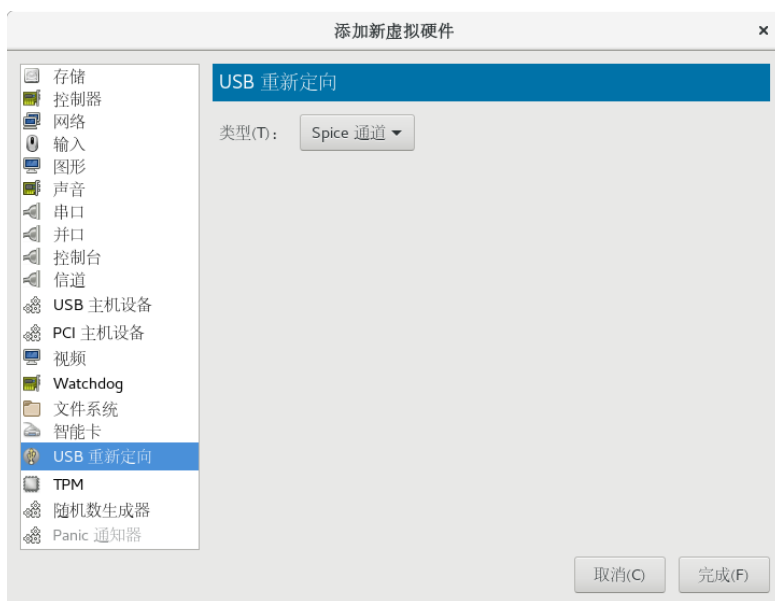 添加新虚拟硬件
存储
控制器
网络
输入
图形
声音
串口
并口
控制台
信道
USB 主机设备
PCI 主机设备
视频
Watchdog
文件系统
智能卡
USB 重新定向
TPM
随机数生成器
Panic 通知器
USB 重新定向
类型(T)： Spice 通道
取消(C) 完成(F)